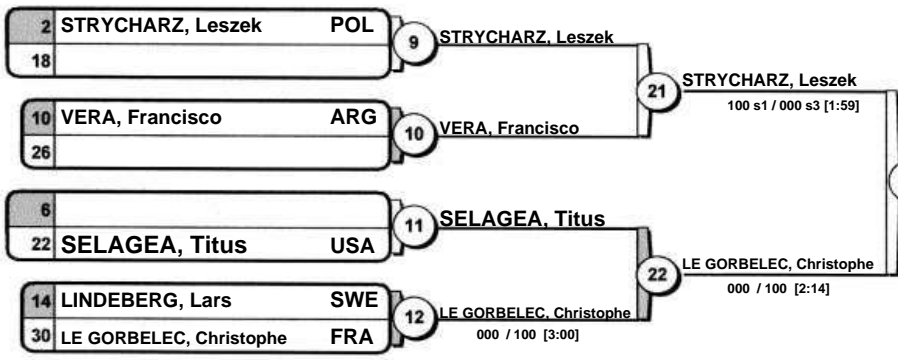 2 STRYCHARZ, Leszek POL
18
9
STRYCHARZ, Leszek
10 VERA, Francisco ARG
26
10
VERA, Francisco
21
STRYCHARZ, Leszek
100 s1 / 000 s3 [1:59]
6
22 SELAGEA, Titus USA
11
SELAGEA, Titus
14 LINDEBERG, Lars SWE
30 LE GORBELEC, Christophe FRA
12
LE GORBELEC, Christophe
000 / 100 [3:00]
22
LE GORBELEC, Christophe
000 / 100 [2:14]